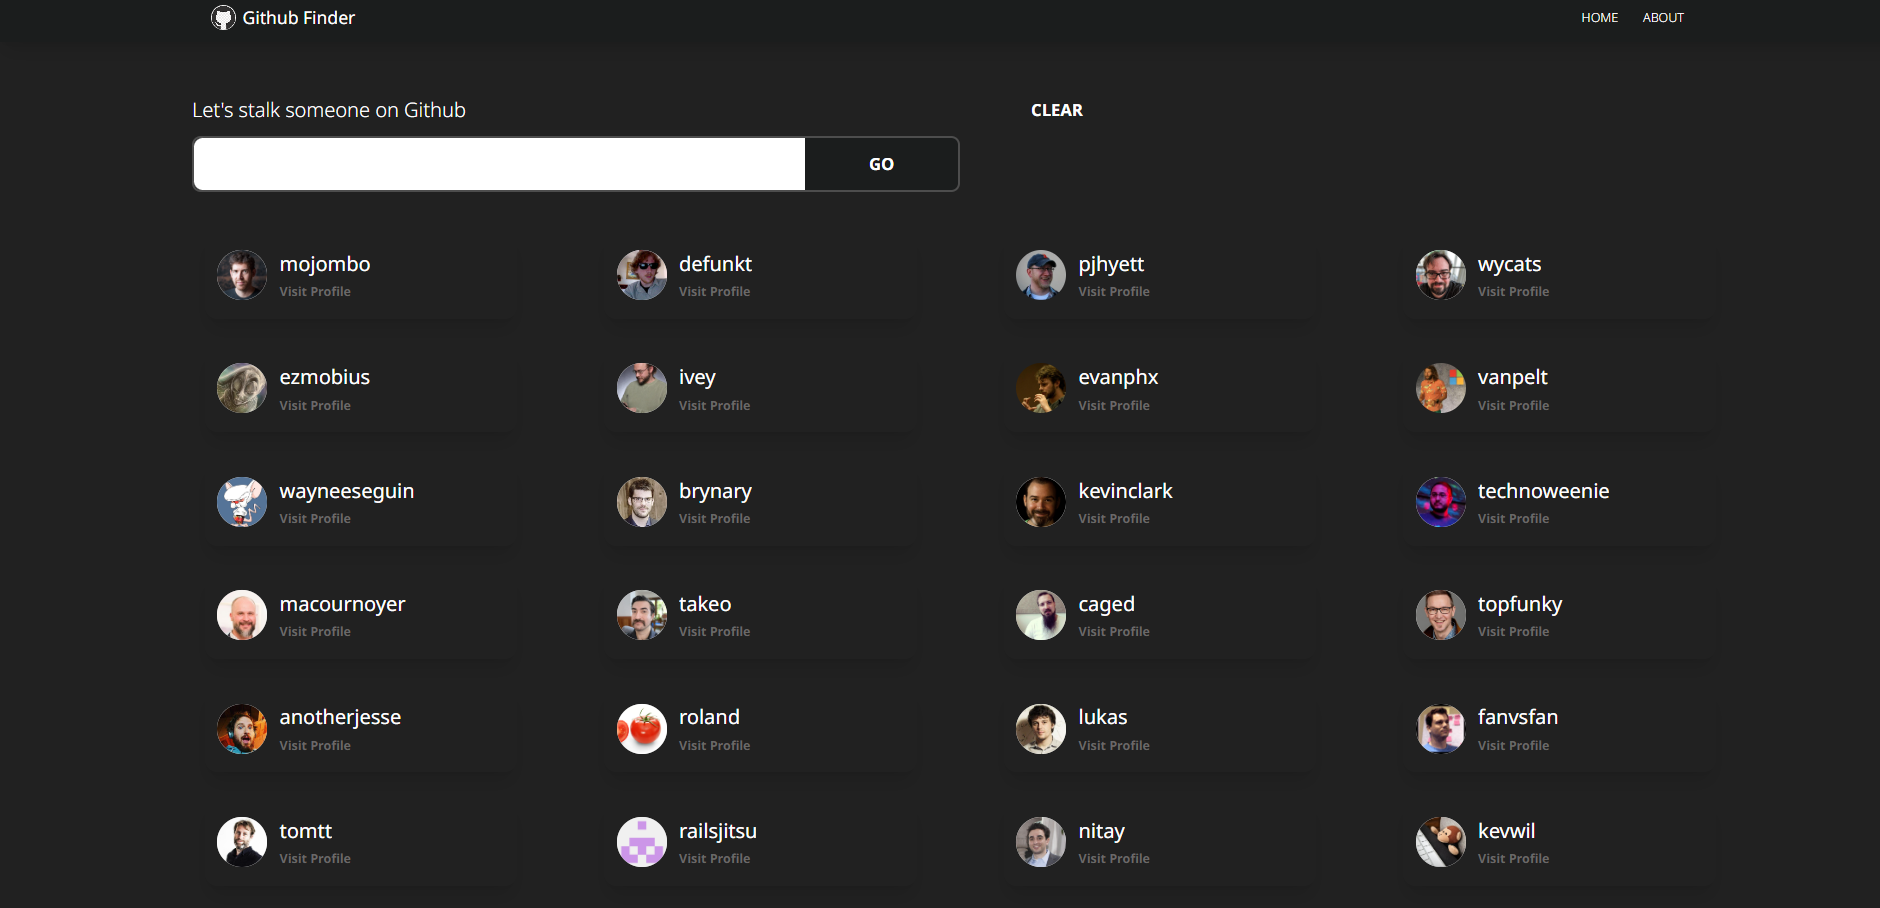 Github Finder
HOME ABOUT
Let's stalk someone on Github
CLEAR
GO
mojombo
Visit Profile
defunkt
Visit Profile
pjhyett
Visit Profile
wycats
Visit Profile
ezmobius
Visit Profile
ivey
Visit Profile
evanphx
Visit Profile
vanpelt
Visit Profile
wayneeseguin
Visit Profile
brynary
Visit Profile
kevinclark
Visit Profile
technoweenie
Visit Profile
macournoyer
Visit Profile
takeo
Visit Profile
caged
Visit Profile
topfunky
Visit Profile
anotherjesse
Visit Profile
roland
Visit Profile
lukas
Visit Profile
fanvsfan
Visit Profile
tomtt
Visit Profile
railsjitsu
Visit Profile
nitay
Visit Profile
kevwil
Visit Profile